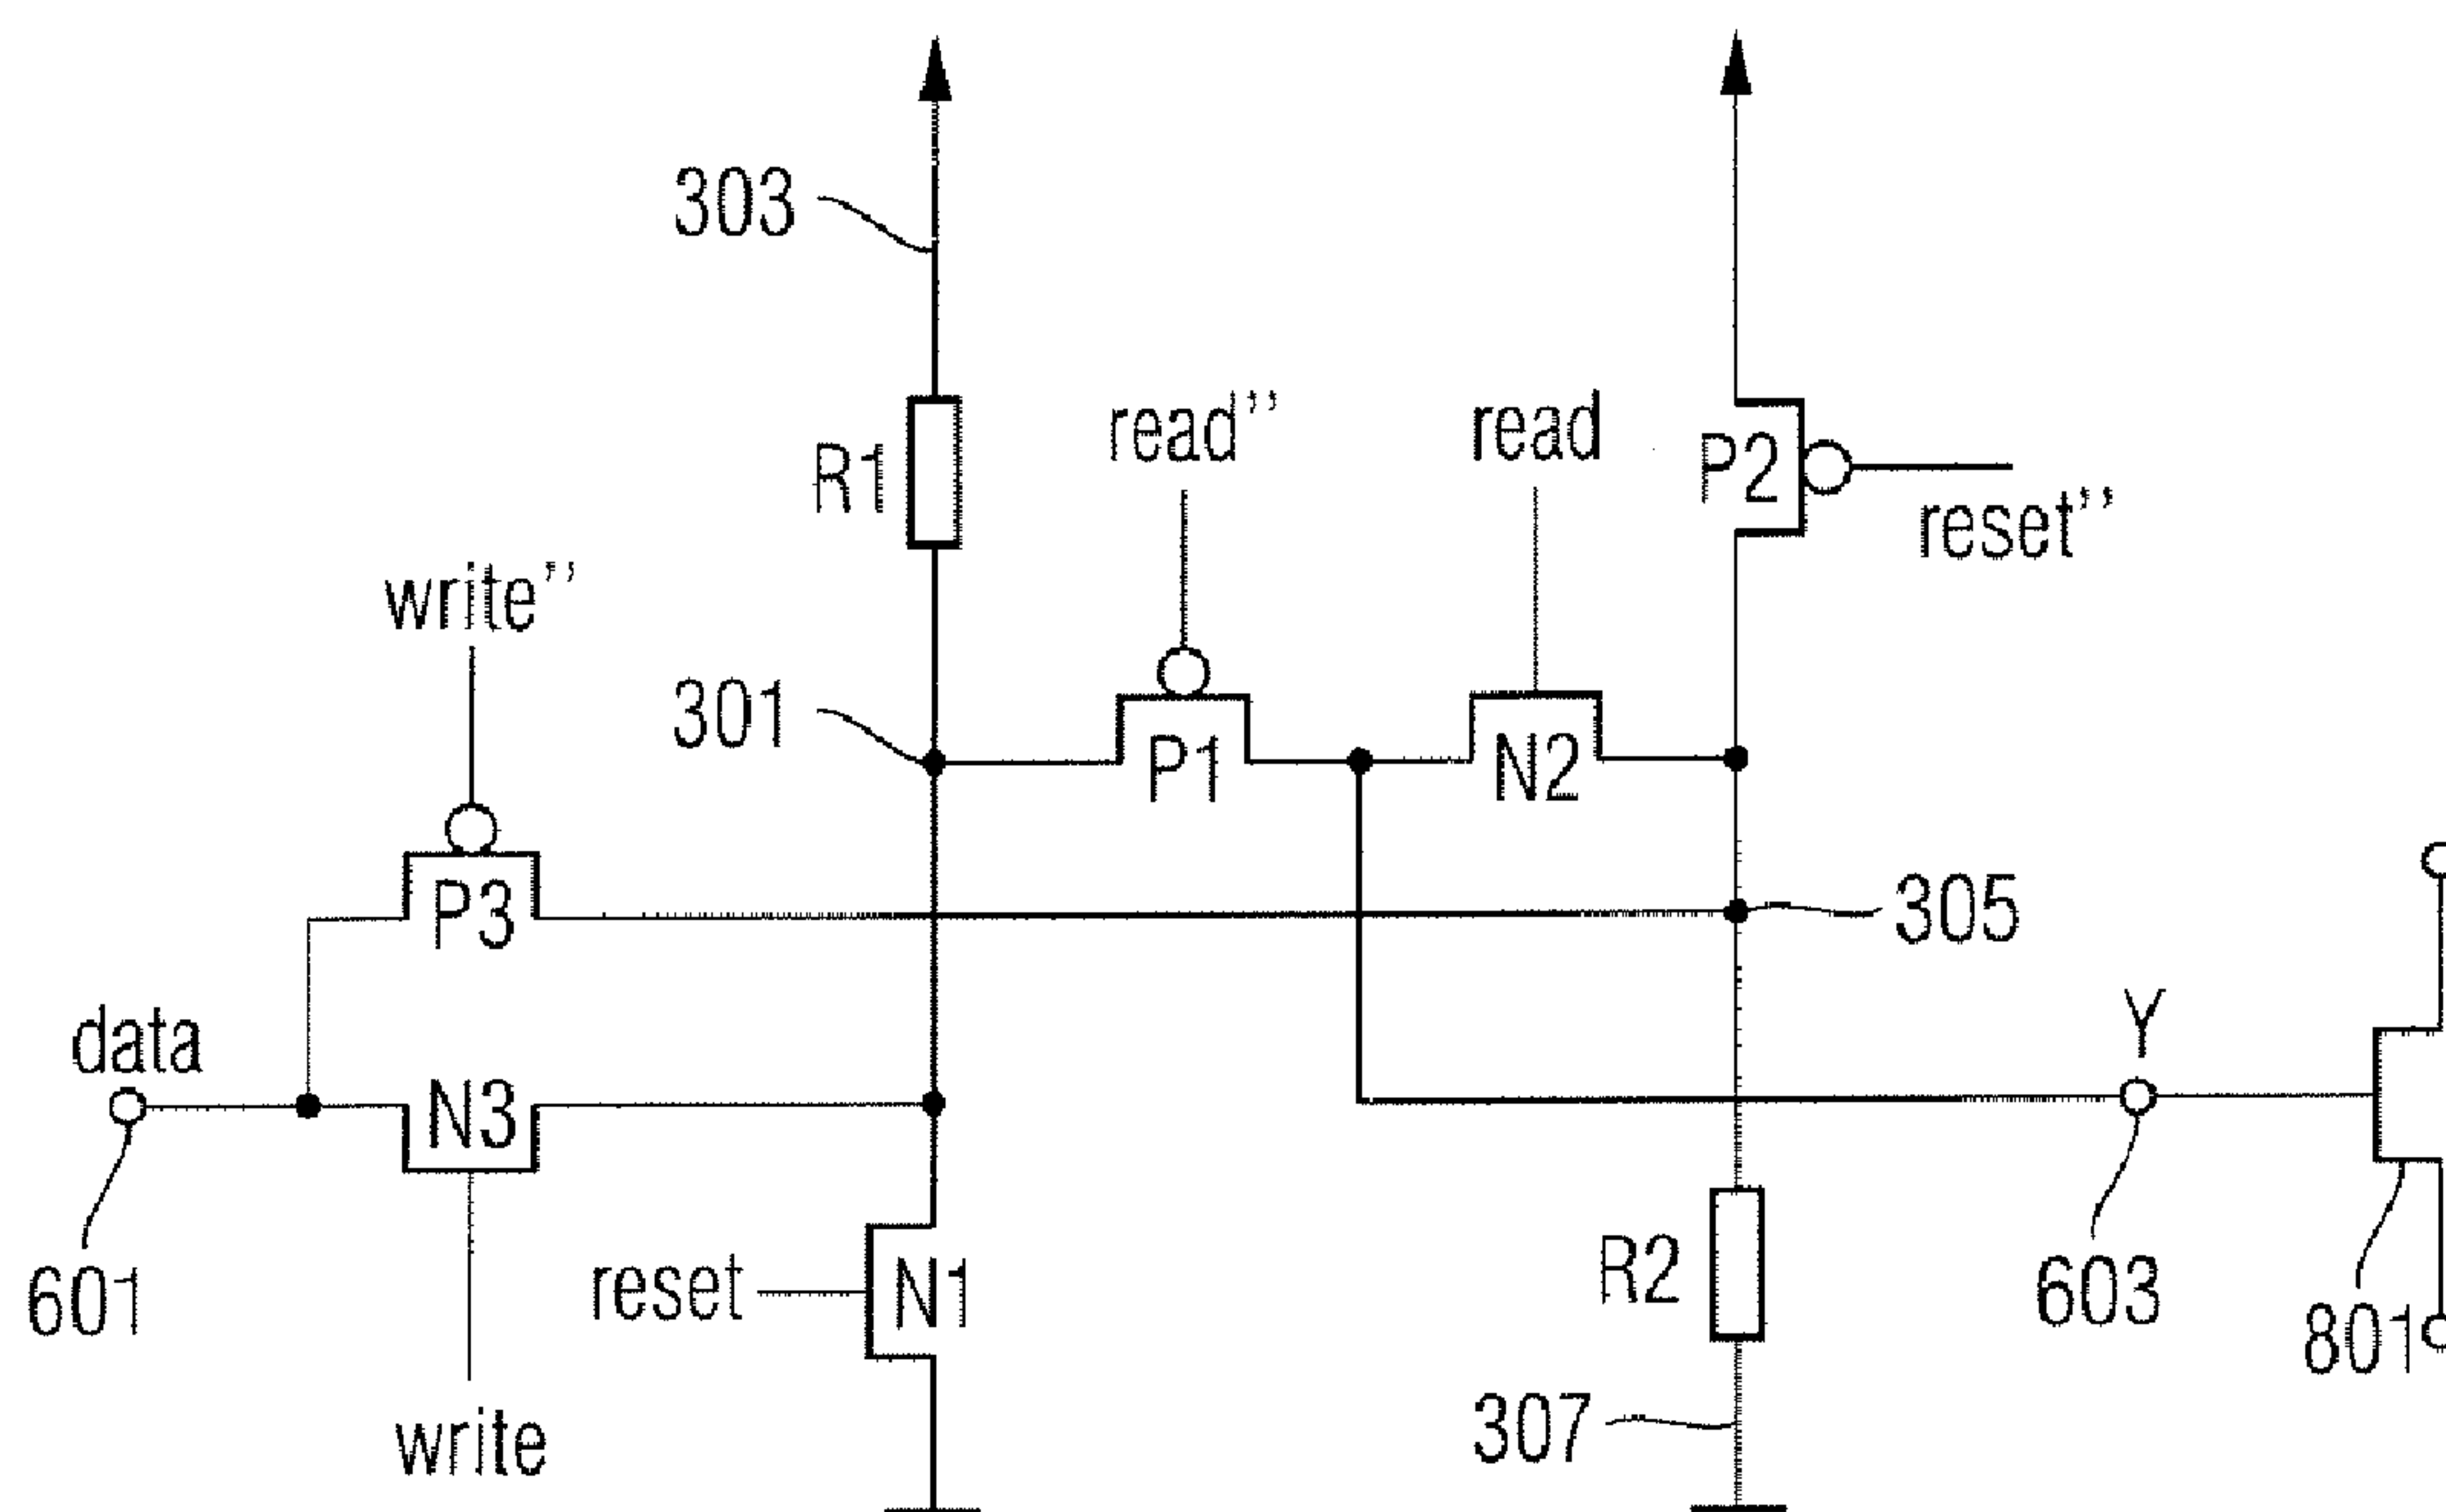 303
R1
read’’
read
P2
reset’’
write’’
301
P1
N2
P3
305
data
N3
Y
601
reset
N1
R2
603
801
write
307